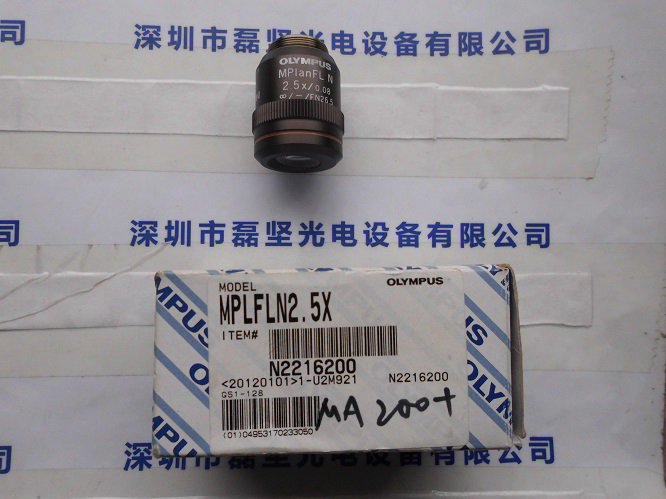 深圳市磊坚光电设备有限公司
OLYMPUS
MPlanFL N
2.5x/0.08
∞/—/FN26.5
深圳市磊坚光电设备有限公司
MODEL
OLYMPUS
MPLFLN2.5X
ITEM#
N2216200
<20120101>1-U2M921 N2216200
GS1-128
MA 200+
(01)04953170233050
MPUS
OLYM
MPU
深圳市磊坚光电设备有限公司